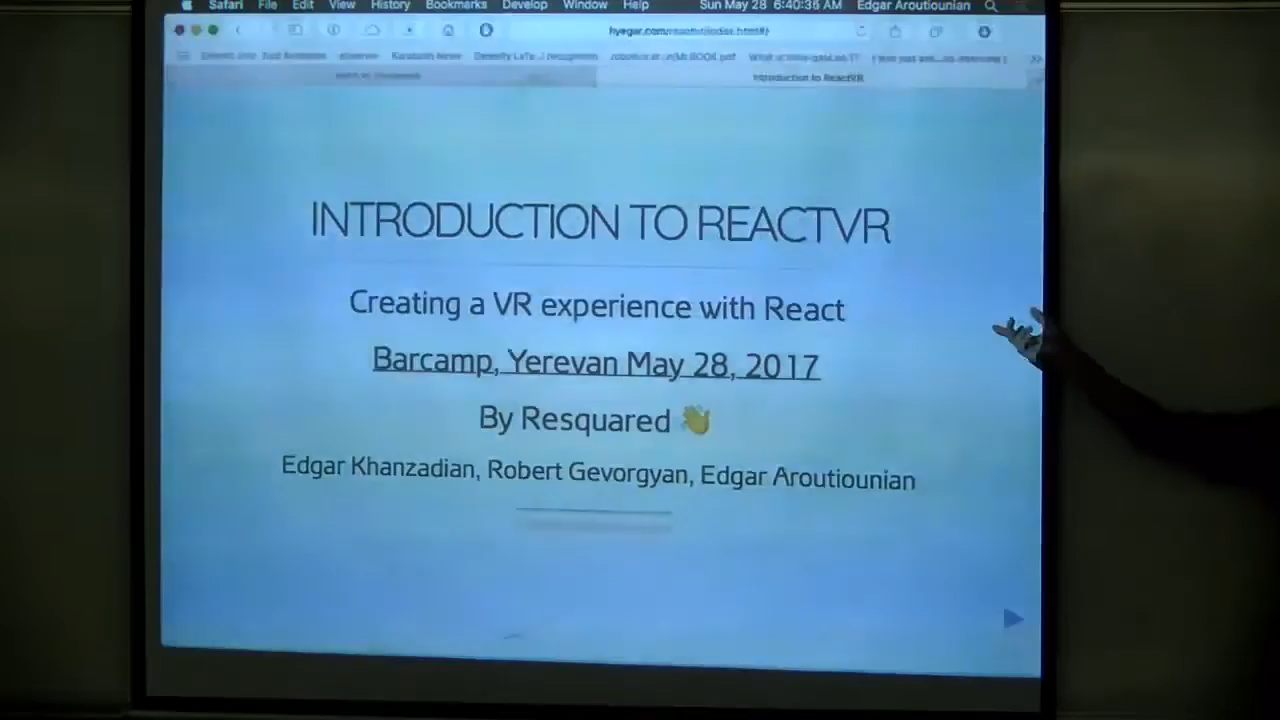 Safari File Edit View History Bookmarks Develop Window Help Sun May 28 6:40:35 AM Edgar Aroutiounian
Introduction to ReactVR
INTRODUCTION TO REACTVR
Creating a VR experience with React
Barcamp, Yerevan May 28, 2017
By Resquared 👋
Edgar Khanzadian, Robert Gevorgyan, Edgar Aroutiounian